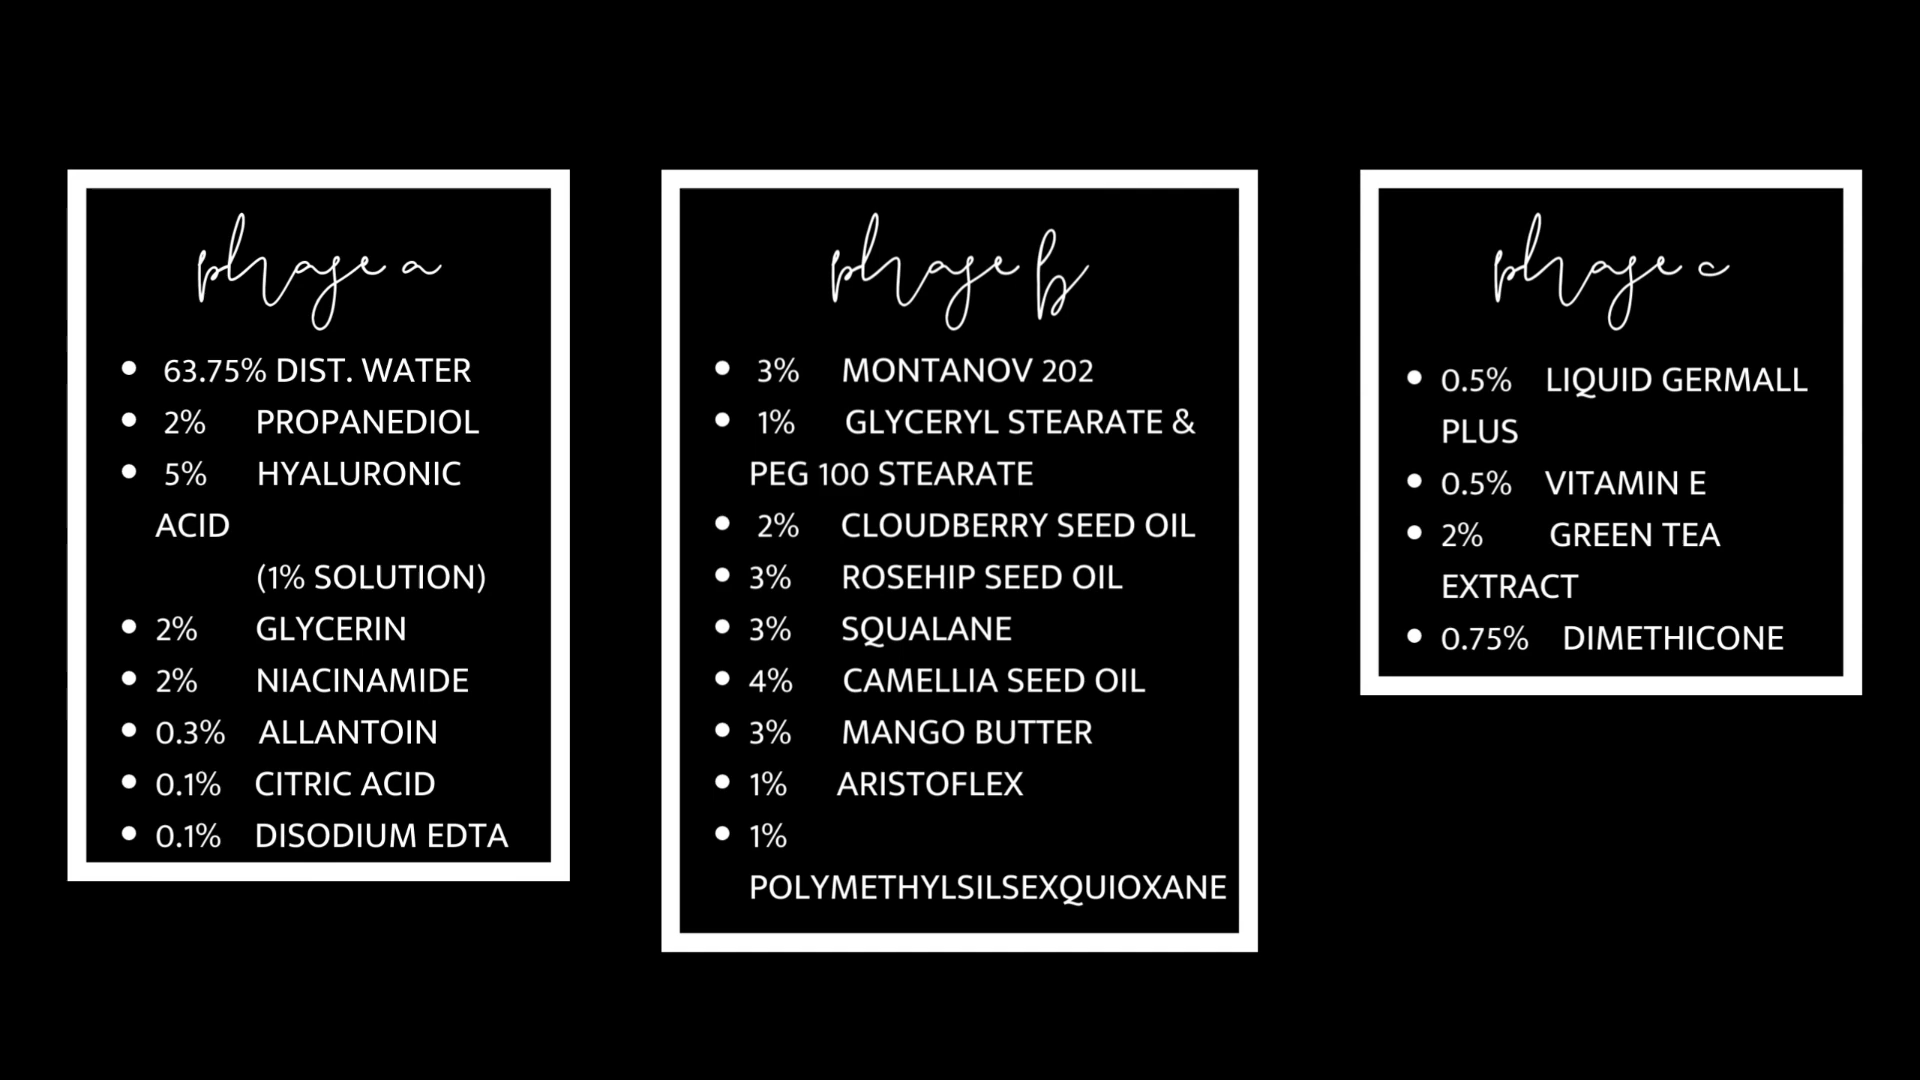 phase a
63.75% DIST. WATER
2% PROPANEDIOL
5% HYALURONIC
ACID
(1% SOLUTION)
2% GLYCERIN
2% NIACINAMIDE
0.3% ALLANTOIN
0.1% CITRIC ACID
0.1% DISODIUM EDTA
phase b
3% MONTANOV 202
1% GLYCERYL STEARATE &
PEG 100 STEARATE
2% CLOUDBERRY SEED OIL
3% ROSEHIP SEED OIL
3% SQUALANE
4% CAMELLIA SEED OIL
3% MANGO BUTTER
1% ARISTOFLEX
1%
POLYMETHYLSILSEXQUIOXANE
phase c
0.5% LIQUID GERMALL
PLUS
0.5% VITAMIN E
2% GREEN TEA
EXTRACT
0.75% DIMETHICONE